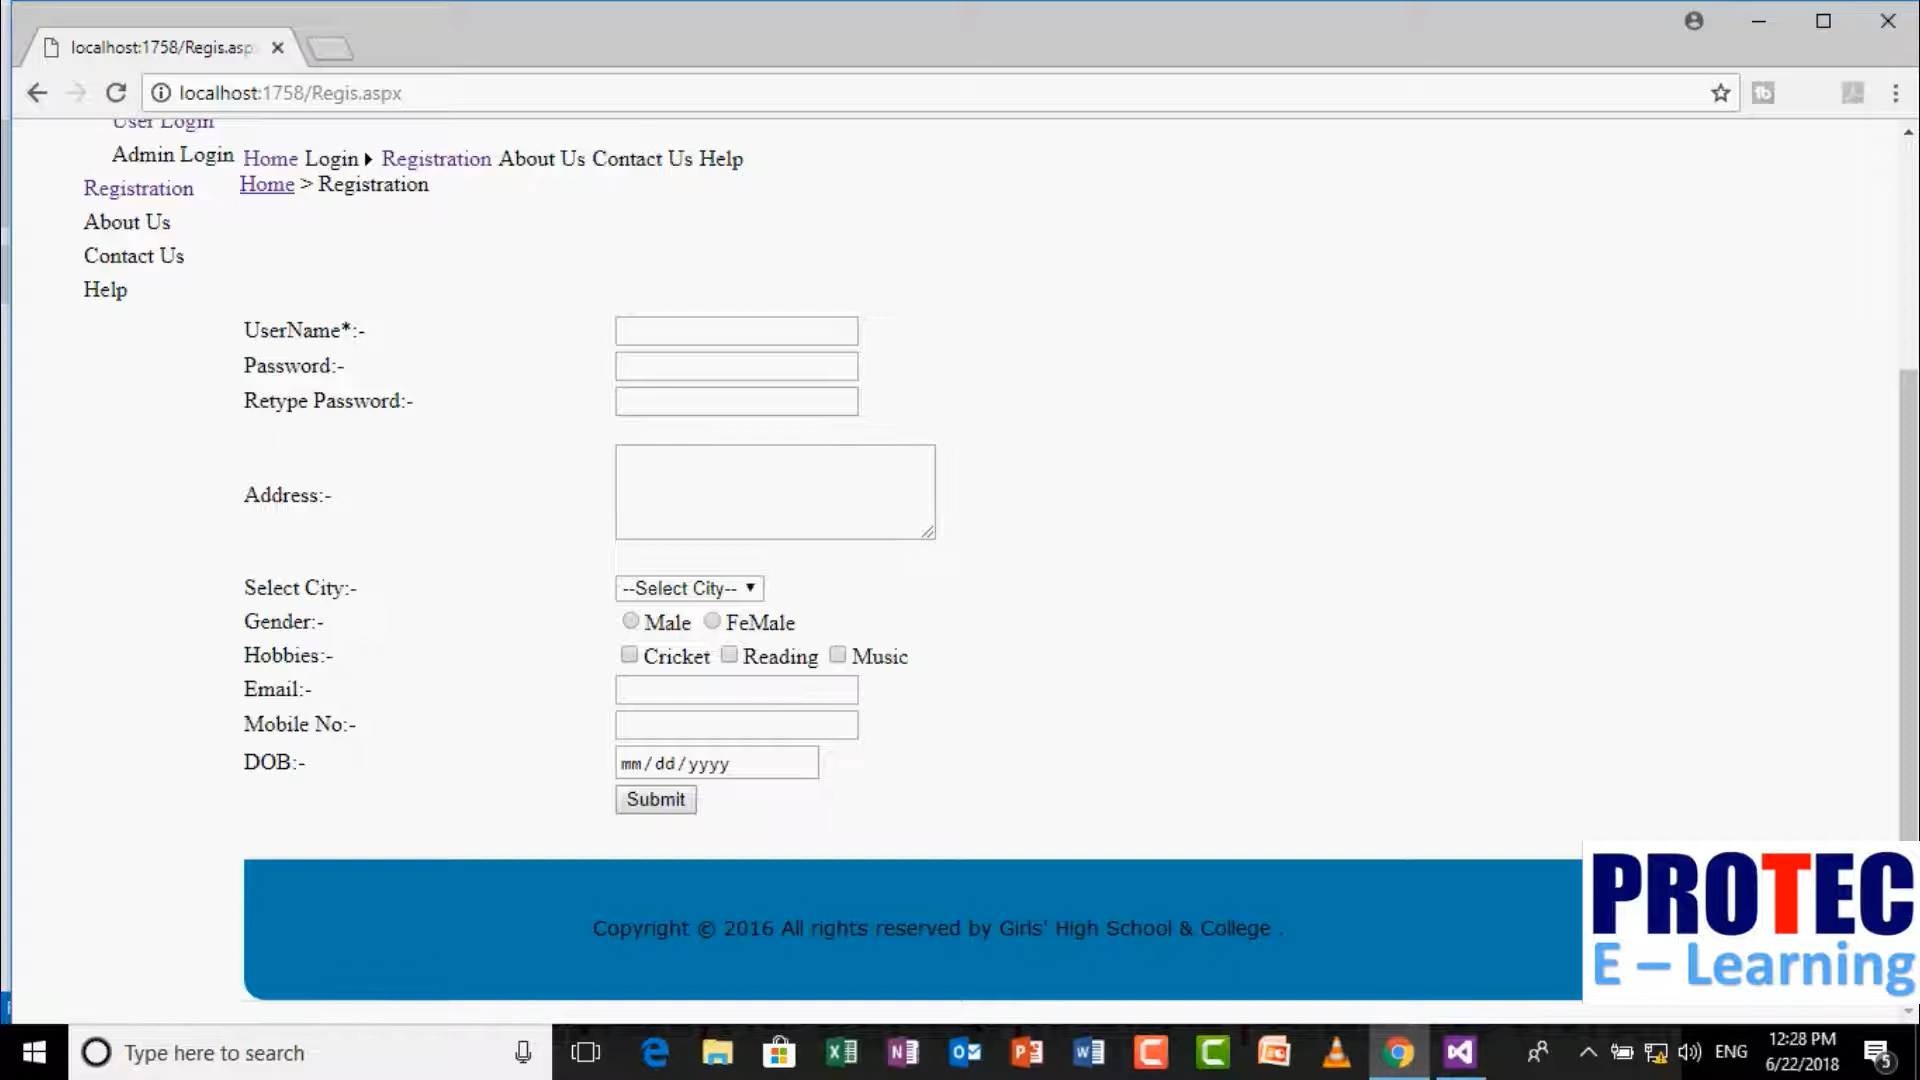 localhost:1758/Regis.asp
localhost:1758/Regis.aspx
User Login
Admin Login
Home Login Registration About Us Contact Us Help
Home > Registration
Registration
About Us
Contact Us
Help
UserName*:-
Password:-
Retype Password:-
Address:-
Select City:- --Select City--
Gender:- Male FeMale
Hobbies:- Cricket Reading Music
Email:-
Mobile No:-
DOB:- mm/dd/yyyy
Submit
Copyright © 2016 All rights reserved by Girls' High School & College .
PROTEC
E – Learning
Type here to search
ENG
12:28 PM
6/22/2018
5